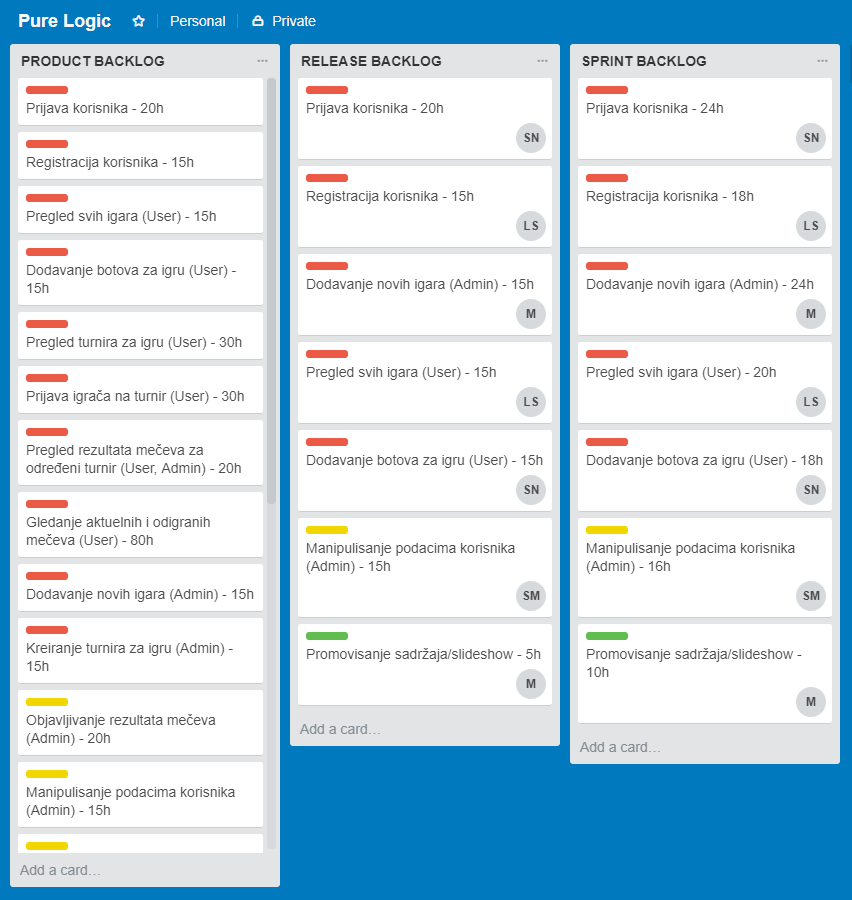 Pure Logic Personal Private
PRODUCT BACKLOG
Prijava korisnika - 20h
Registracija korisnika - 15h
Pregled svih igara (User) - 15h
Dodavanje botova za igru (User) -
15h
Pregled turnira za igru (User) - 30h
Prijava igrača na turnir (User) - 30h
Pregled rezultata mečeva za
određeni turnir (User, Admin) - 20h
Gledanje aktuelnih i odigranih
mečeva (User) - 80h
Dodavanje novih igara (Admin) - 15h
Kreiranje turnira za igru (Admin) -
15h
Objavljivanje rezultata mečeva
(Admin) - 20h
Manipulisanje podacima korisnika
(Admin) - 15h
Add a card…
RELEASE BACKLOG
Prijava korisnika - 20h
SN
Registracija korisnika - 15h
LS
Dodavanje novih igara (Admin) - 15h
M
Pregled svih igara (User) - 15h
LS
Dodavanje botova za igru (User) - 15h
SN
Manipulisanje podacima korisnika
(Admin) - 15h
SM
Promovisanje sadržaja/slideshow - 5h
M
Add a card…
SPRINT BACKLOG
Prijava korisnika - 24h
SN
Registracija korisnika - 18h
LS
Dodavanje novih igara (Admin) - 24h
M
Pregled svih igara (User) - 20h
LS
Dodavanje botova za igru (User) - 18h
SN
Manipulisanje podacima korisnika
(Admin) - 16h
SM
Promovisanje sadržaja/slideshow -
10h
M
Add a card…